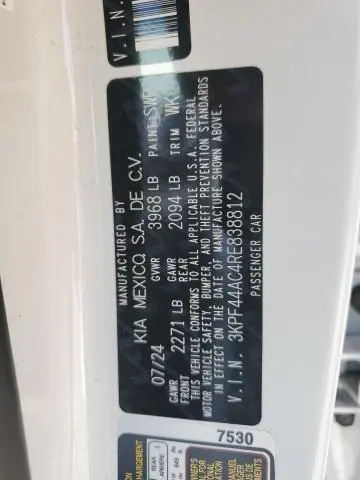 V.I.N.
MANUFACTURED BY
KIA MEXICO, S.A. DE C.V.
07/24 GVWR 3968 LB PAINT SWP
GAWR FRONT 2271 LB GAWR REAR 2094 LB TRIM WK
THIS VEHICLE CONFORMS TO ALL APPLICABLE U.S.A. FEDERAL
MOTOR VEHICLE SAFETY, BUMPER, AND THEFT PREVENTION STANDARDS
IN EFFECT ON THE DATE OF MANUFACTURE SHOWN ABOVE.
V.I.N. 3KPF44AC4RE838812
PASSENGER CAR
7530
REAR
ARRIERE